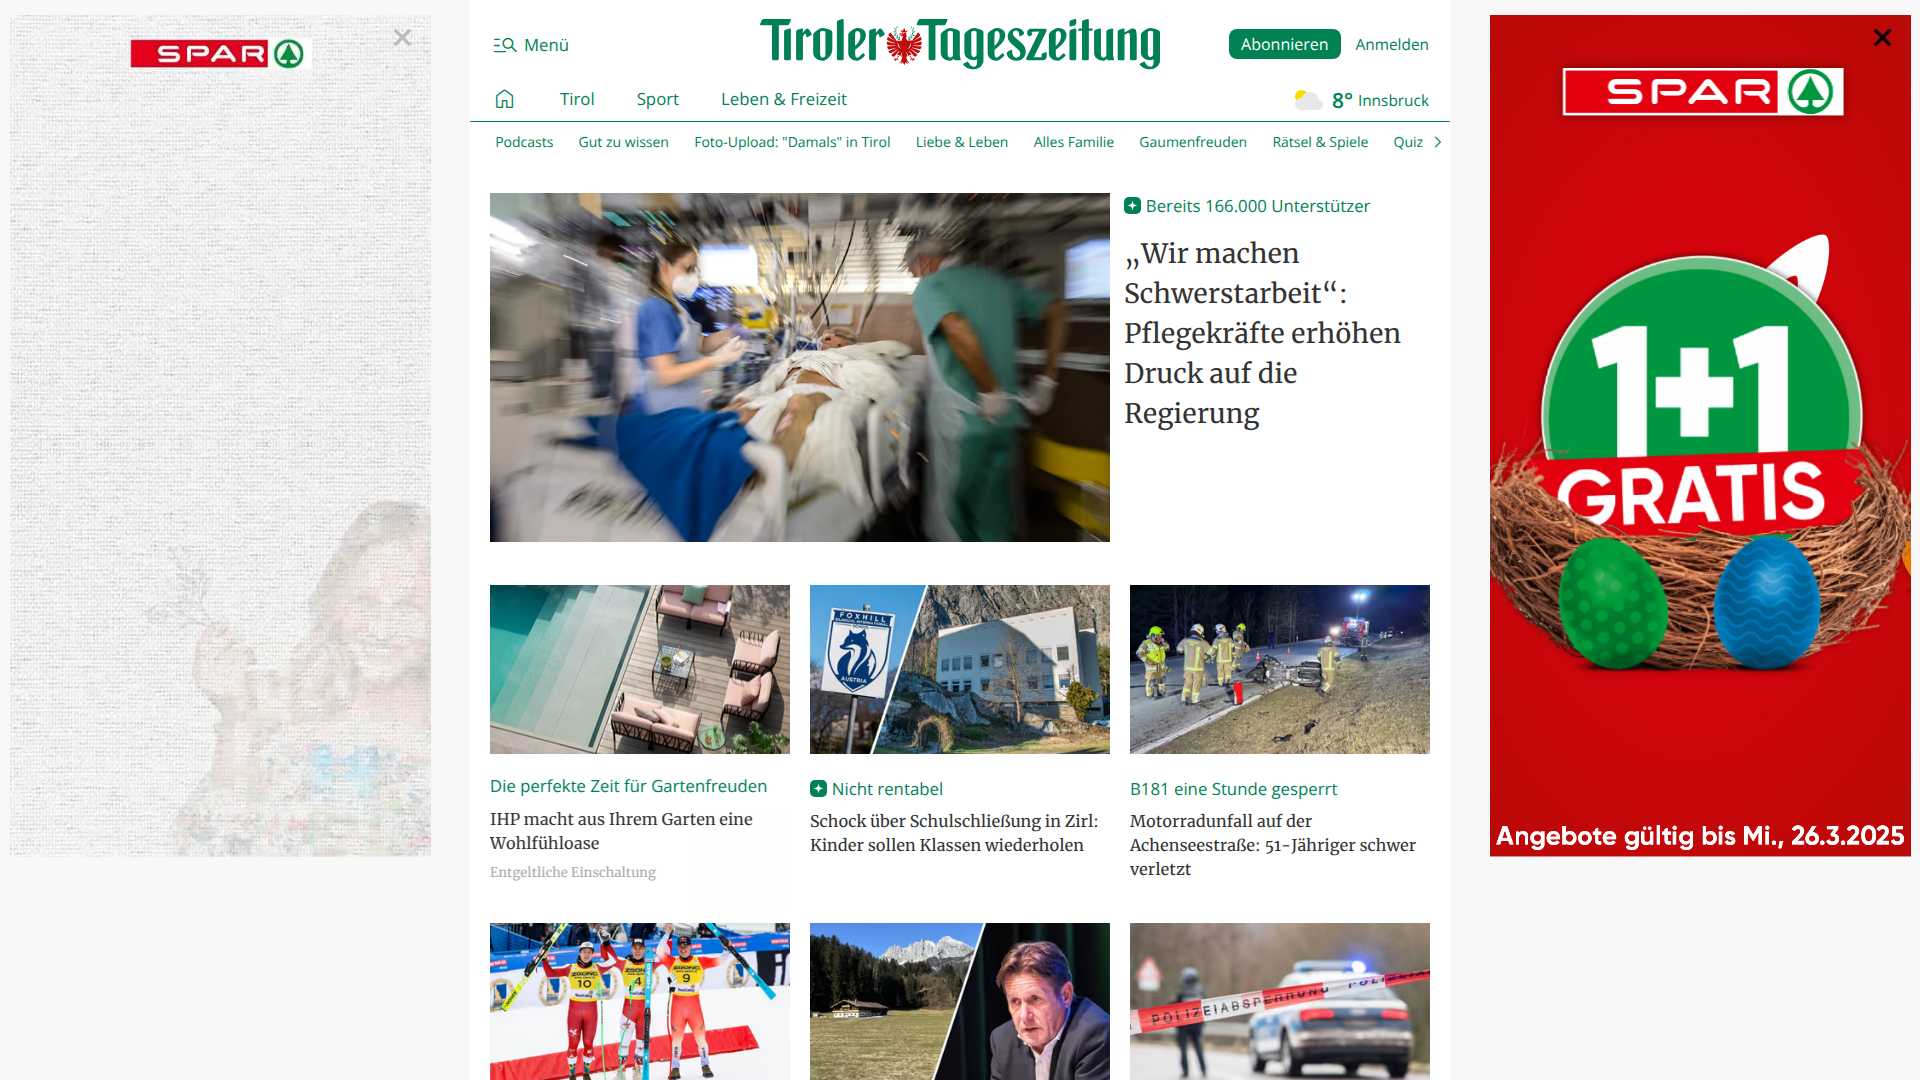 SPAR
Menü
Tiroler Tageszeitung
Abonnieren
Anmelden
Tirol
Sport
Leben & Freizeit
8° Innsbruck
Podcasts
Gut zu wissen
Foto-Upload: "Damals" in Tirol
Liebe & Leben
Alles Familie
Gaumenfreuden
Rätsel & Spiele
Quiz
Bereits 166.000 Unterstützer
„Wir machen
Schwerstarbeit“:
Pflegekräfte erhöhen
Druck auf die
Regierung
FOXHILL
AUSTRIA
Die perfekte Zeit für Gartenfreuden
IHP macht aus Ihrem Garten eine
Wohlfühloase
Entgeltliche Einschaltung
Nicht rentabel
Schock über Schulschließung in Zirl:
Kinder sollen Klassen wiederholen
B181 eine Stunde gesperrt
Motorradunfall auf der
Achenseestraße: 51-Jähriger schwer
verletzt
10
4
9
POLIZEIABSPERRUNG
SPAR
1+1
GRATIS
Angebote gültig bis Mi., 26.3.2025